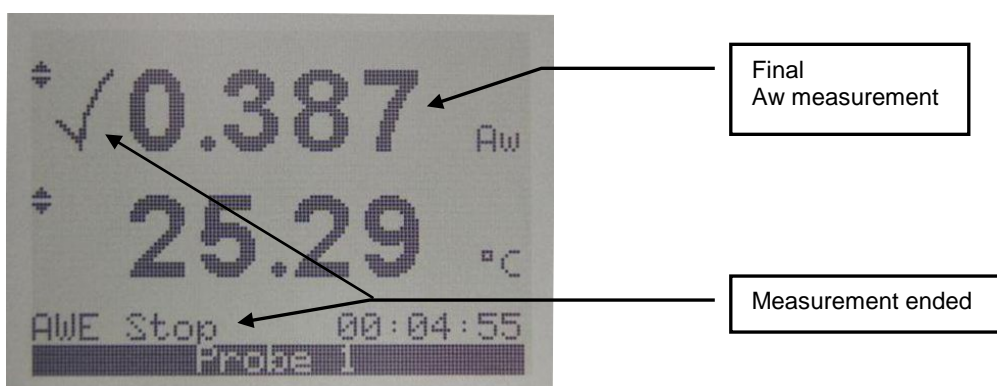 0.387
Aw
25.29
°C
AWE Stop 00:04:55
Probe 1
Final
Aw measurement
Measurement ended